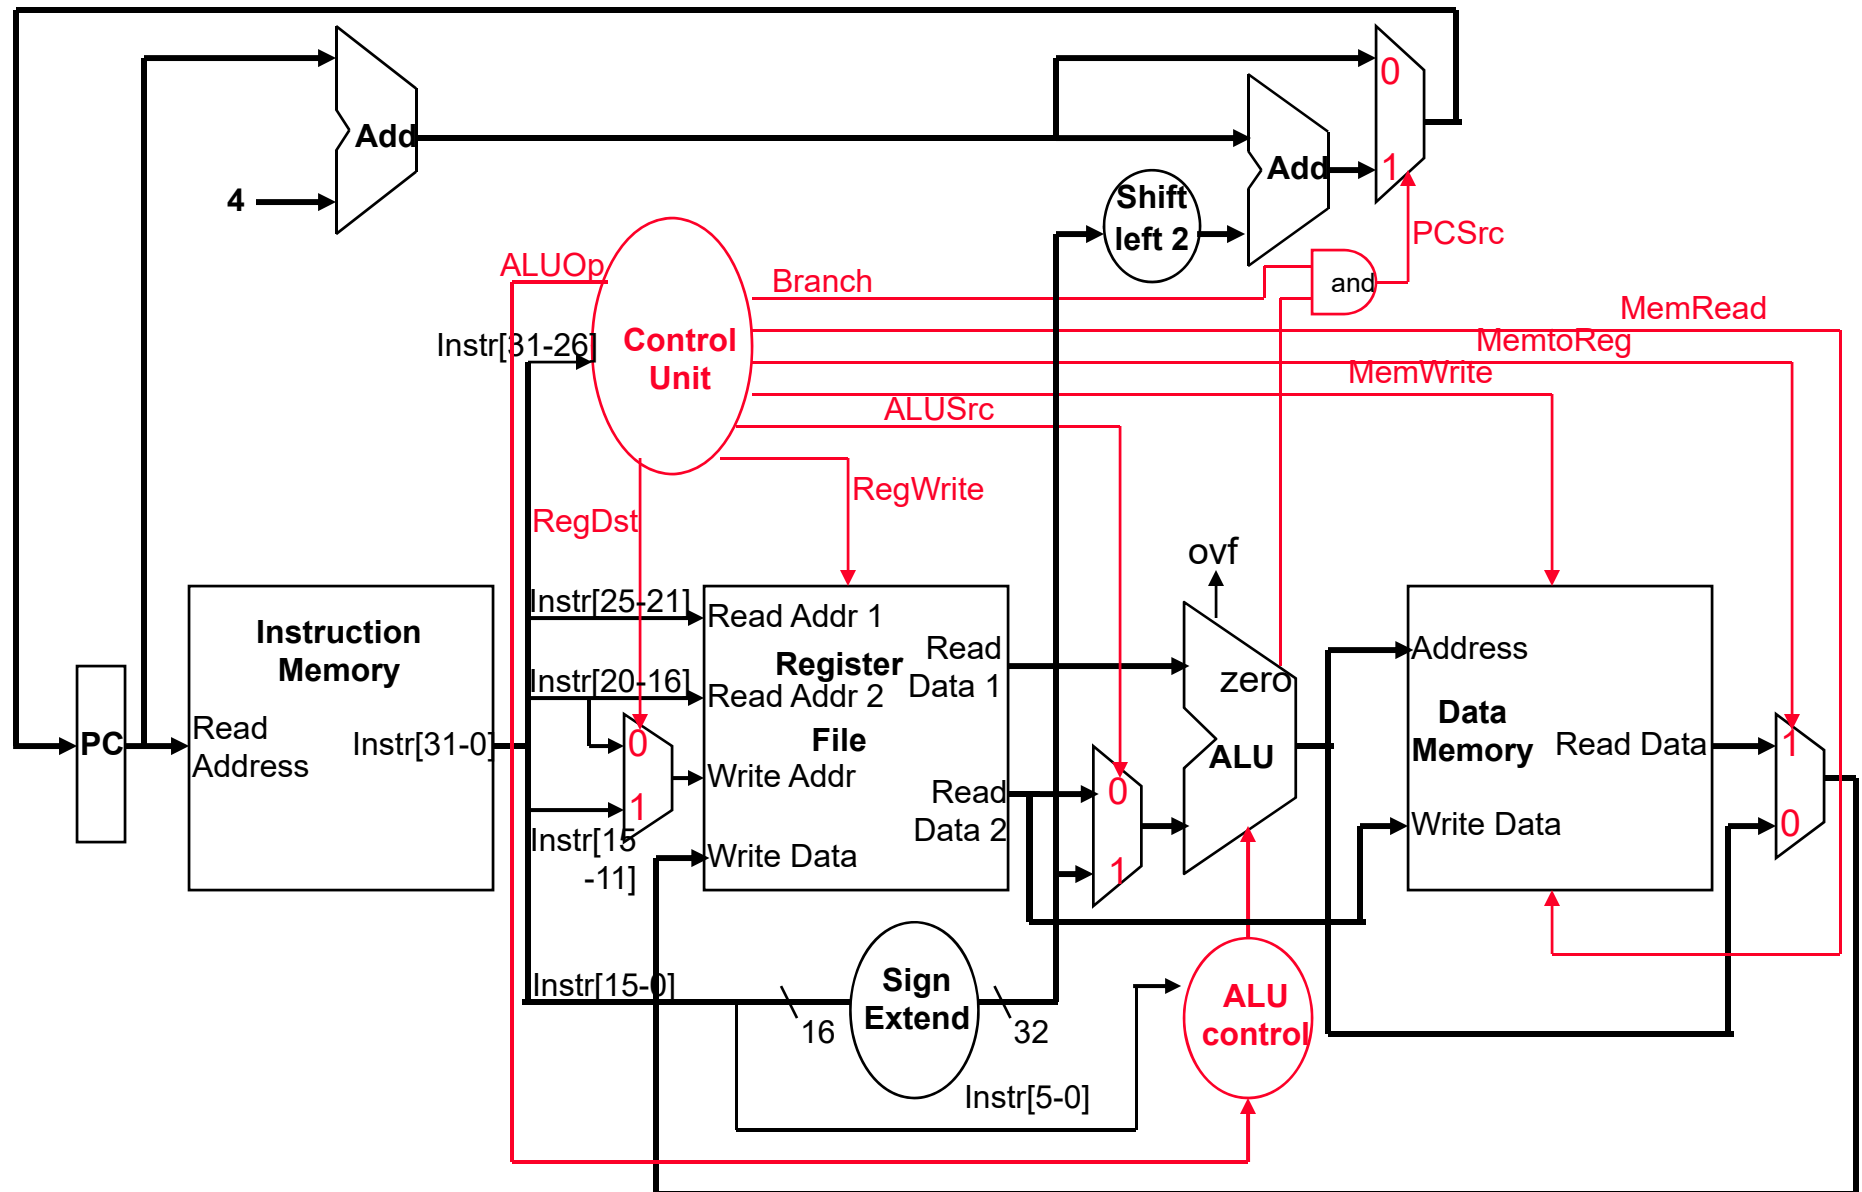 0
Add
Add
1
4
Shift
left 2
PCSrc
ALUOp
Branch
and
MemRead
Instr[31-26]
Control
Unit
MemtoReg
MemWrite
ALUSrc
RegWrite
RegDst
ovf
Instruction
Memory
Instr[25-21]
Read Addr 1
Register
File
Read
Data 1
Instr[20-16]
Read Addr 2
zero
ALU
Address
Data
Memory
Read Data
1
PC
Read
Address
Instr[31-0]
0
Write Addr
1
Read
Data 2
0
1
Write Data
0
Instr[15
-11]
Write Data
Instr[15-0]
16
Sign
Extend
32
ALU
control
Instr[5-0]